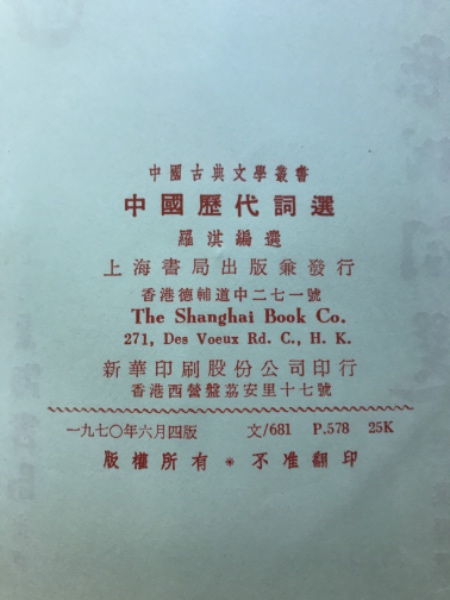 中國古典文學叢書
中國歷代詞選
羅淇編選
上海書局出版兼發行
香港德輔道中二七一號
The Shanghai Book Co.
271, Des Voeux Rd. C., H. K.
新華印刷股份公司印行
香港西營盤荔安里十七號
一九七〇年六月四版 文/681 P.578 25K
版權所有 * 不准翻印